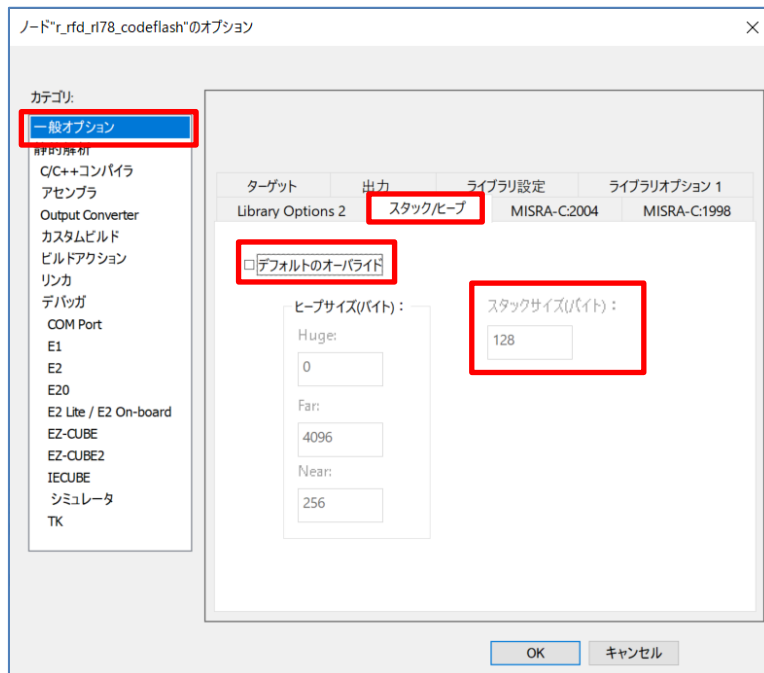 ノード"r_rfd_rl78_codeflash"のオプション
カテゴリ:
一般オプション
静的解析
C/C++コンパイラ
アセンブラ
Output Converter
カスタムビルド
ビルドアクション
リンカ
デバッガ
COM Port
E1
E2
E20
E2 Lite / E2 On-board
EZ-CUBE
EZ-CUBE2
IECUBE
シミュレータ
TK
ターゲット 出力 ライブラリ設定 ライブラリオプション 1
Library Options 2 スタック/ヒープ MISRA-C:2004 MISRA-C:1998
デフォルトのオーバライド
ヒープサイズ(バイト):
Huge:
0
Far:
4096
Near:
256
スタックサイズ(バイト):
128
OK キャンセル